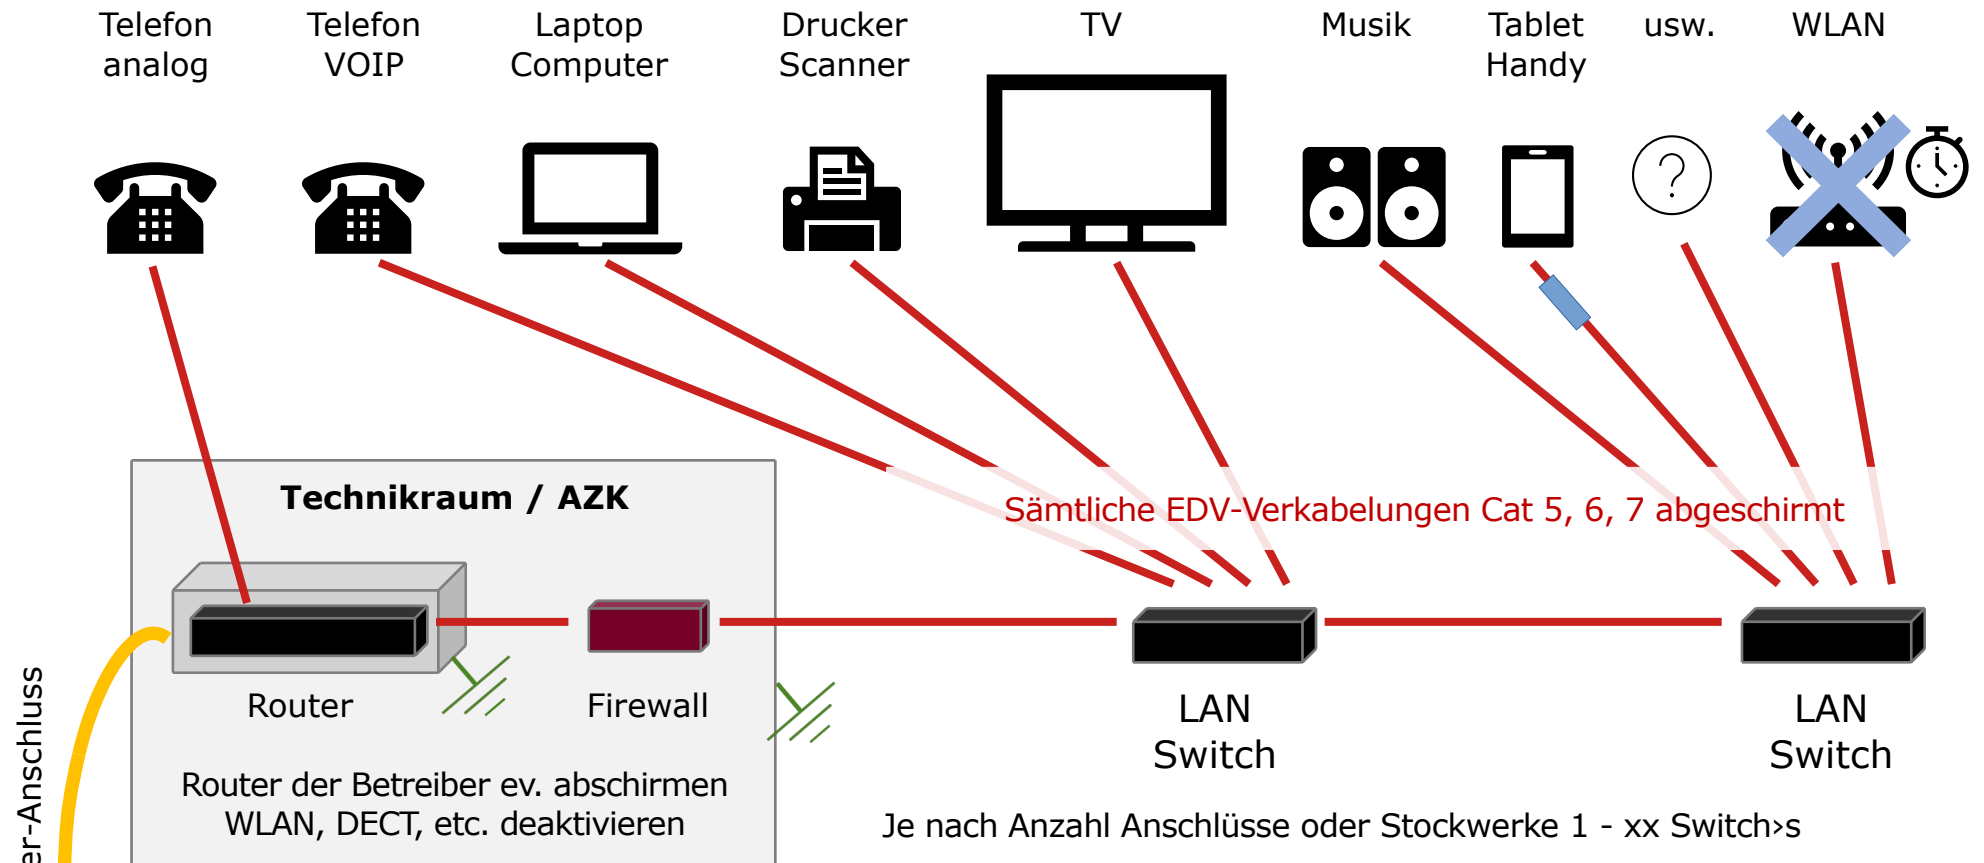 Telefon
analog
Telefon
VOIP
Laptop
Computer
Drucker
Scanner
TV
Musik
Tablet
Handy
usw.
WLAN
?
Technikraum / AZK
Sämtliche EDV-Verkabelungen Cat 5, 6, 7 abgeschirmt
Router
Firewall
LAN
Switch
LAN
Switch
Router der Betreiber ev. abschirmen
WLAN, DECT, etc. deaktivieren
Je nach Anzahl Anschlüsse oder Stockwerke 1 - xx Switch›s
er-Anschluss